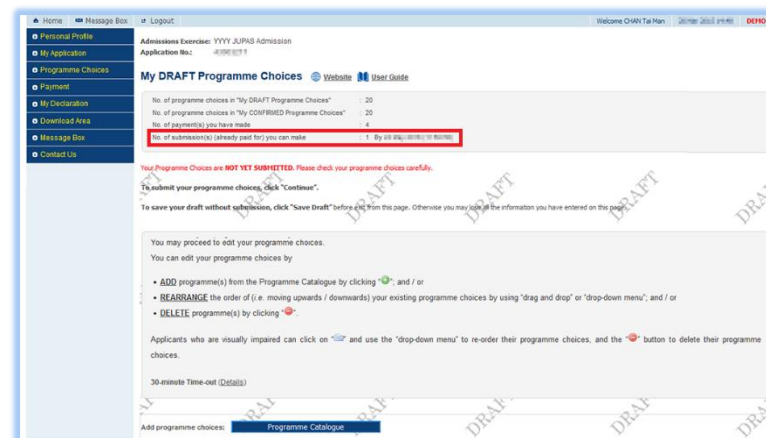 Home Message Box Logout Welcome CHAN Tai Man DEMO
Personal Profile
My Application
Programme Choices
Payment
My Declaration
Download Area
Message Box
Contact Us
Admissions Exercise: YYYY JUPAS Admission
Application No.:
My DRAFT Programme Choices Website User Guide
No. of programme choices in "My DRAFT Programme Choices" : 20
No. of programme choices in "My CONFIRMED Programme Choices" : 20
No. of payment(s) you have made : 4
No. of submission(s) (already paid for) you can make : 1 By
Your Programme Choices are NOT YET SUBMITTED. Please check your programme choices carefully.
To submit your programme choices, click "Continue".
To save your draft without submission, click "Save Draft" before exit from this page. Otherwise you may lose all the information you have entered on this page.
You may proceed to edit your programme choices.
You can edit your programme choices by
• ADD programme(s) from the Programme Catalogue by clicking " "; and / or
• REARRANGE the order of (i.e. moving upwards / downwards) your existing programme choices by using "drag and drop" or "drop-down menu"; and / or
• DELETE programme(s) by clicking " ".
Applicants who are visually impaired can click on " " and use the "drop-down menu" to re-order their programme choices, and the " " button to delete their programme
choices.
30-minute Time-out (Details)
Add programme choices: Programme Catalogue
DRAFT
DRAFT
DRAFT
DRAFT
DRAFT
DRAFT
DRAFT
DRAFT